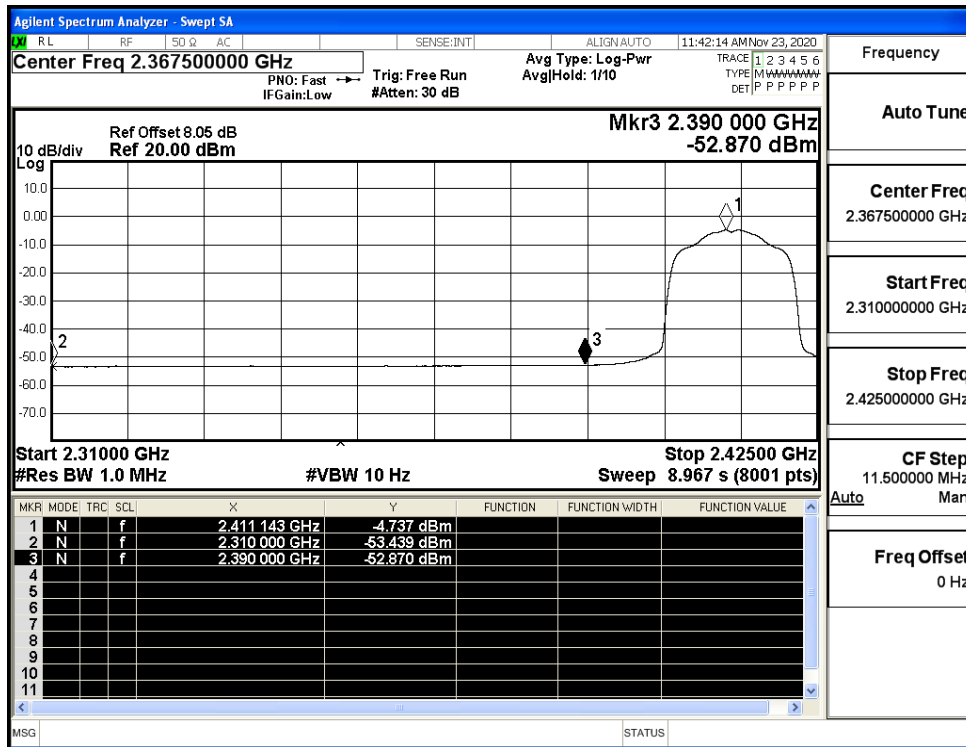 Agilent Spectrum Analyzer - Swept SA
LXI RL RF 50 Ω AC SENSE:INT ALIGNAUTO 11:42:14 AM Nov 23, 2020
Center Freq 2.367500000 GHz
PNO: Fast
IFGain:Low
Trig: Free Run
#Atten: 30 dB
Avg Type: Log-Pwr
Avg|Hold: 1/10
TRACE 1 2 3 4 5 6
TYPE MWWWWW
DET P P P P P P
Ref Offset 8.05 dB
10 dB/div Ref 20.00 dBm
Log
Mkr3 2.390 000 GHz
-52.870 dBm
10.0
0.00
-10.0
-20.0
-30.0
-40.0
-50.0
-60.0
-70.0
1
2
3
Start 2.31000 GHz Stop 2.42500 GHz
#Res BW 1.0 MHz #VBW 10 Hz Sweep 8.967 s (8001 pts)
MKR MODE TRC SCL X Y FUNCTION FUNCTION WIDTH FUNCTION VALUE
1 N f 2.411 143 GHz -4.737 dBm
2 N f 2.310 000 GHz -53.439 dBm
3 N f 2.390 000 GHz -52.870 dBm
4
5
6
7
8
9
10
11
MSG STATUS
Frequency
Auto Tune
Center Freq
2.367500000 GHz
Start Freq
2.310000000 GHz
Stop Freq
2.425000000 GHz
CF Step
11.500000 MHz
Auto Man
Freq Offset
0 Hz